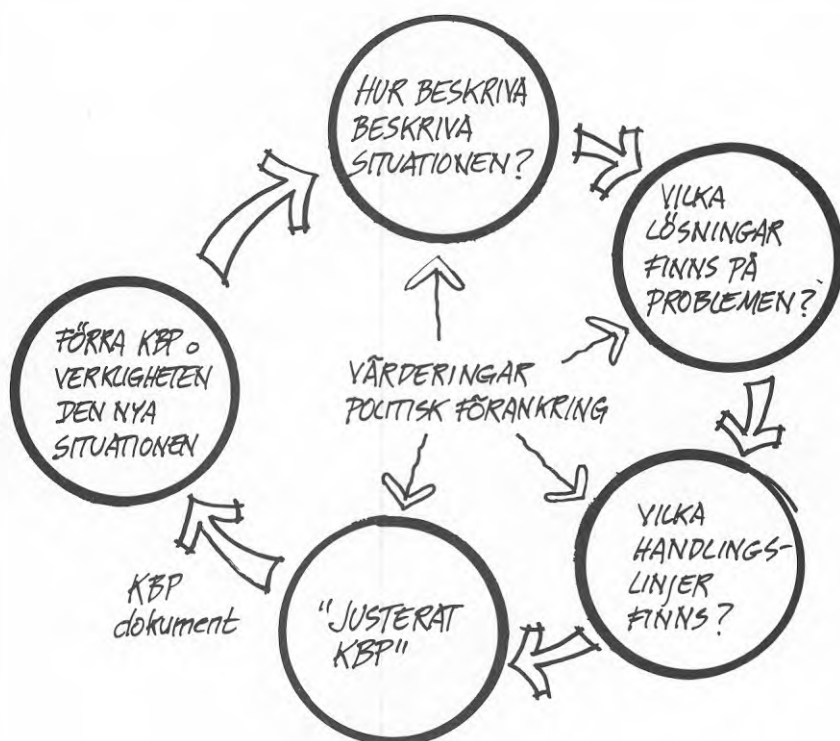 HUR BESKRIVA
BESKRIVA
SITUATIONEN?
VILKA
LÖSNINGAR
FINNS PÅ
PROBLEMEN?
FÖRRA KBP o
VERKLIGHETEN
DEN NYA
SITUATIONEN
VÄRDERINGAR
POLITISK FÖRANKRING
VILKA
HANDLINGS-
LINJER
FINNS?
"JUSTERAT
KBP"
KBP
dokument